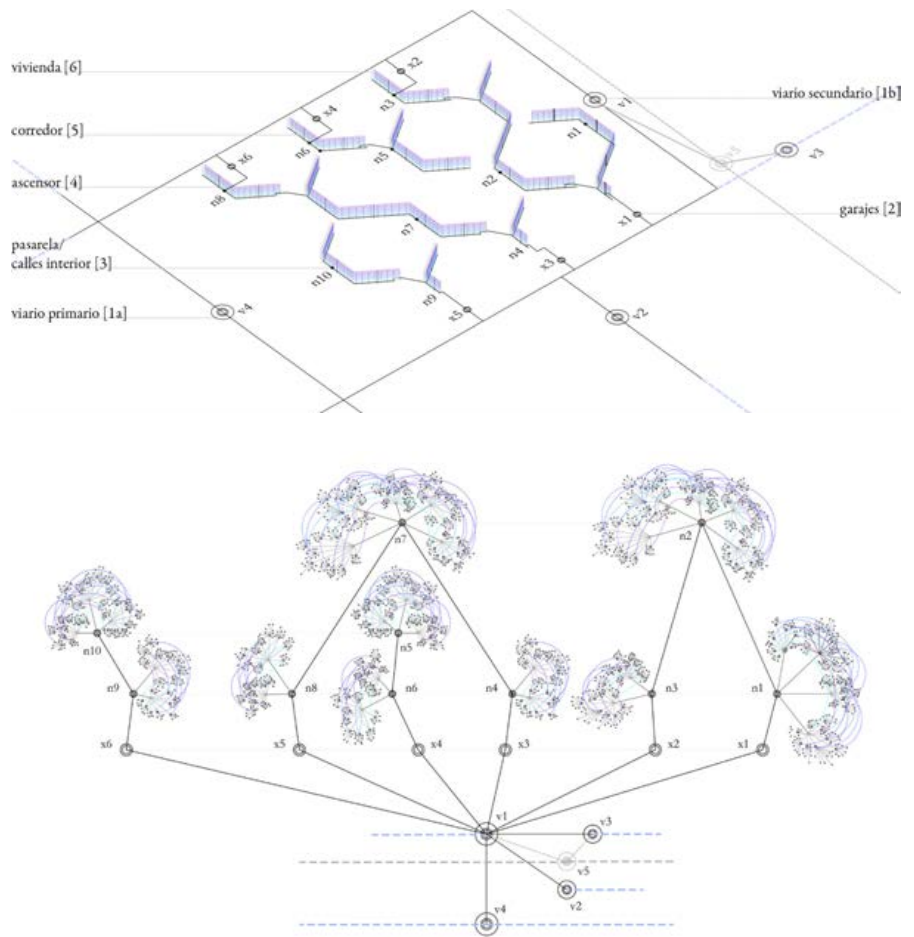 x2
vivienda [6]
viario secundario [1b]
v1
n3
x4
n1
corredor [5]
n6
n5
v3
x6
n2
ascensor [4]
n8
x1
garajes [2]
n7
pasarela/
calles interior [3]
n4
x3
n10
n9
x5
viario primario [1a]
v4
v2
n7
n2
n10
n5
n9
n8
n6
n4
n3
n1
x6
x5
x4
x3
x2
x1
v1
v3
v5
v2
v4